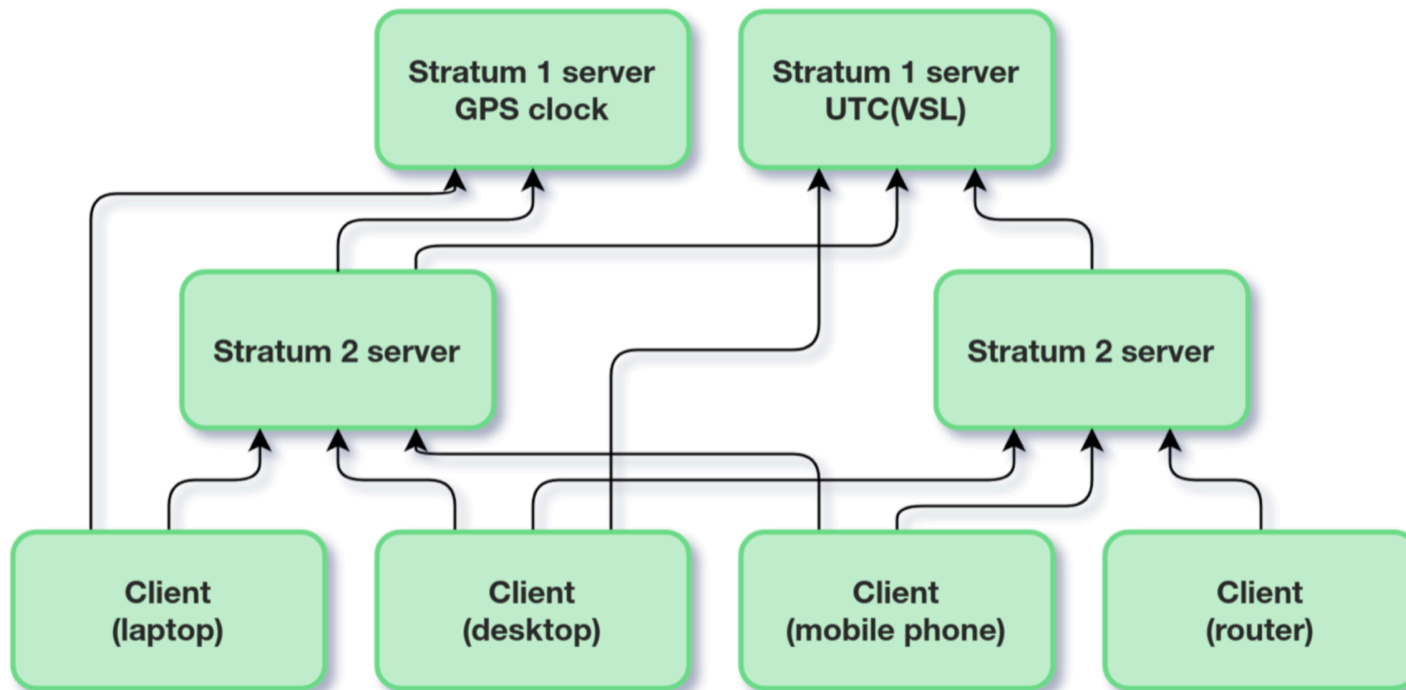 Stratum 1 server
GPS clock
Stratum 1 server
UTC(VSL)
Stratum 2 server
Stratum 2 server
Client
(laptop)
Client
(desktop)
Client
(mobile phone)
Client
(router)